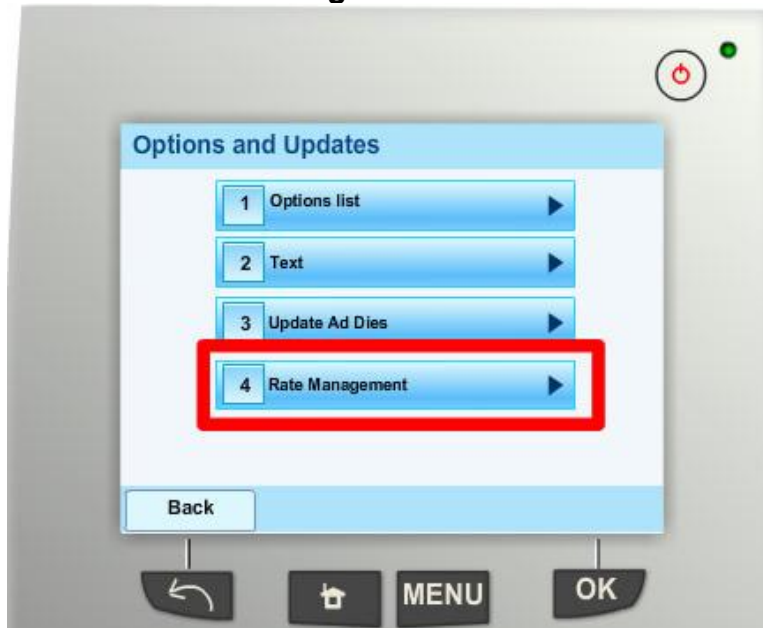 Options and Updates
1 Options list
2 Text
3 Update Ad Dies
4 Rate Management
Back
MENU
OK